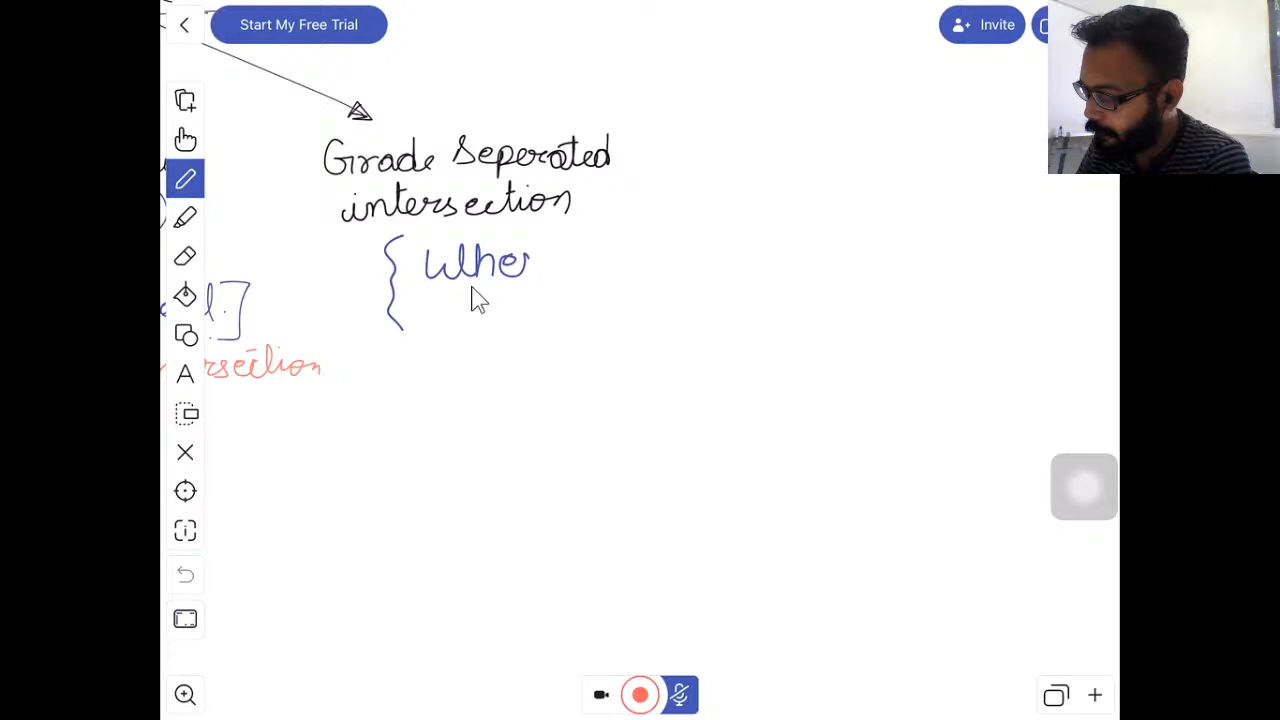 Start My Free Trial
Invite
Grade Seperated
intersection
{ Wher
l.]
rsection